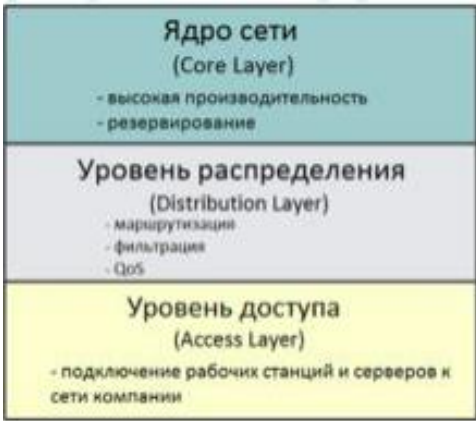 Ядро сети
(Core Layer)
- высокая производительность
- резервирование
Уровень распределения
(Distribution Layer)
- маршрутизация
- фильтрация
- QoS
Уровень доступа
(Access Layer)
- подключение рабочих станций и серверов к
сети компании